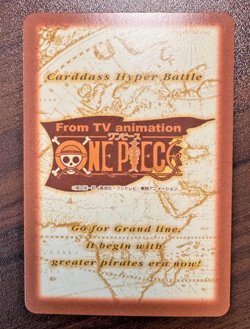 Carddass Hyper Battle
From TV animation
ワンピース
ONE PIECE
Go for Grand line,
it begin with
greater pirates era now!